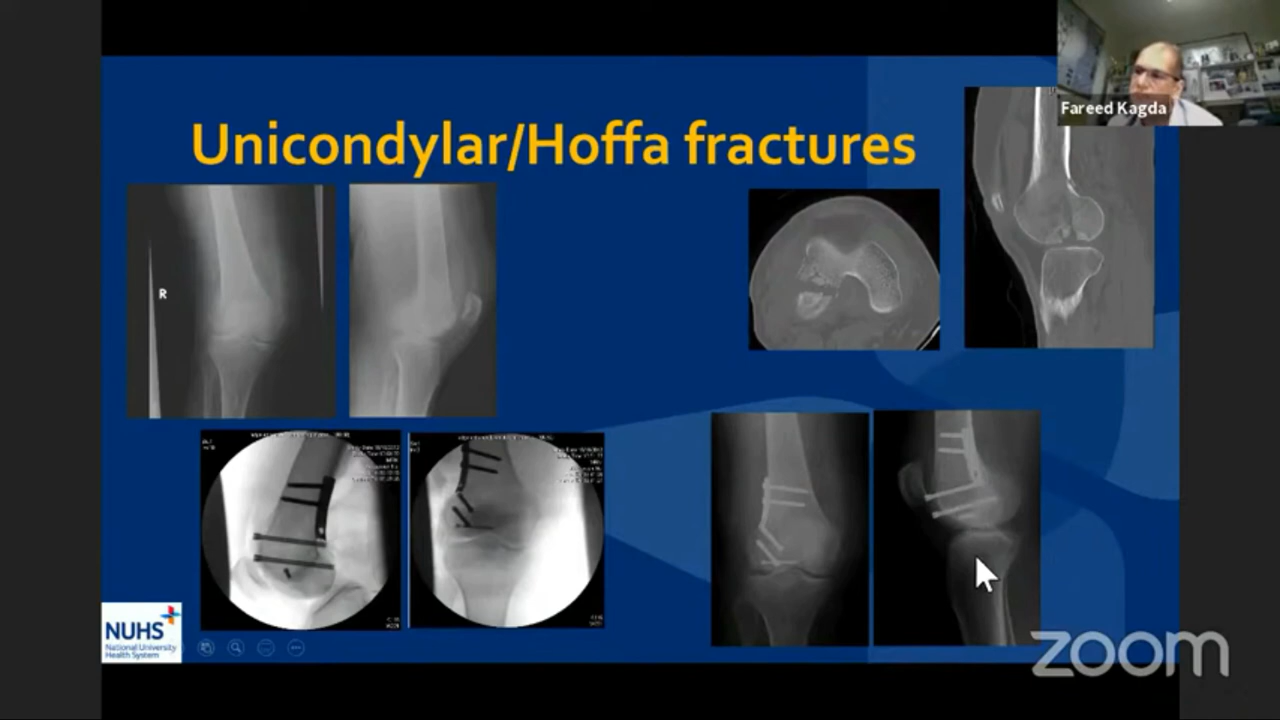 Fareed Kagda
Unicondylar/Hoffa fractures
R
NUHS
National University
Health System
zoom